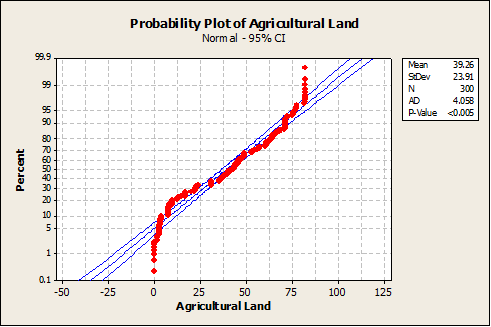 Probability Plot of Agricultural Land
Normal - 95% CI
99.9
99
95
90
80
70
60
50
40
30
20
10
5
1
0.1
Percent
-50
-25
0
25
50
75
100
125
Agricultural Land
Mean 39.26
StDev 23.91
N 300
AD 4.058
P-Value <0.005